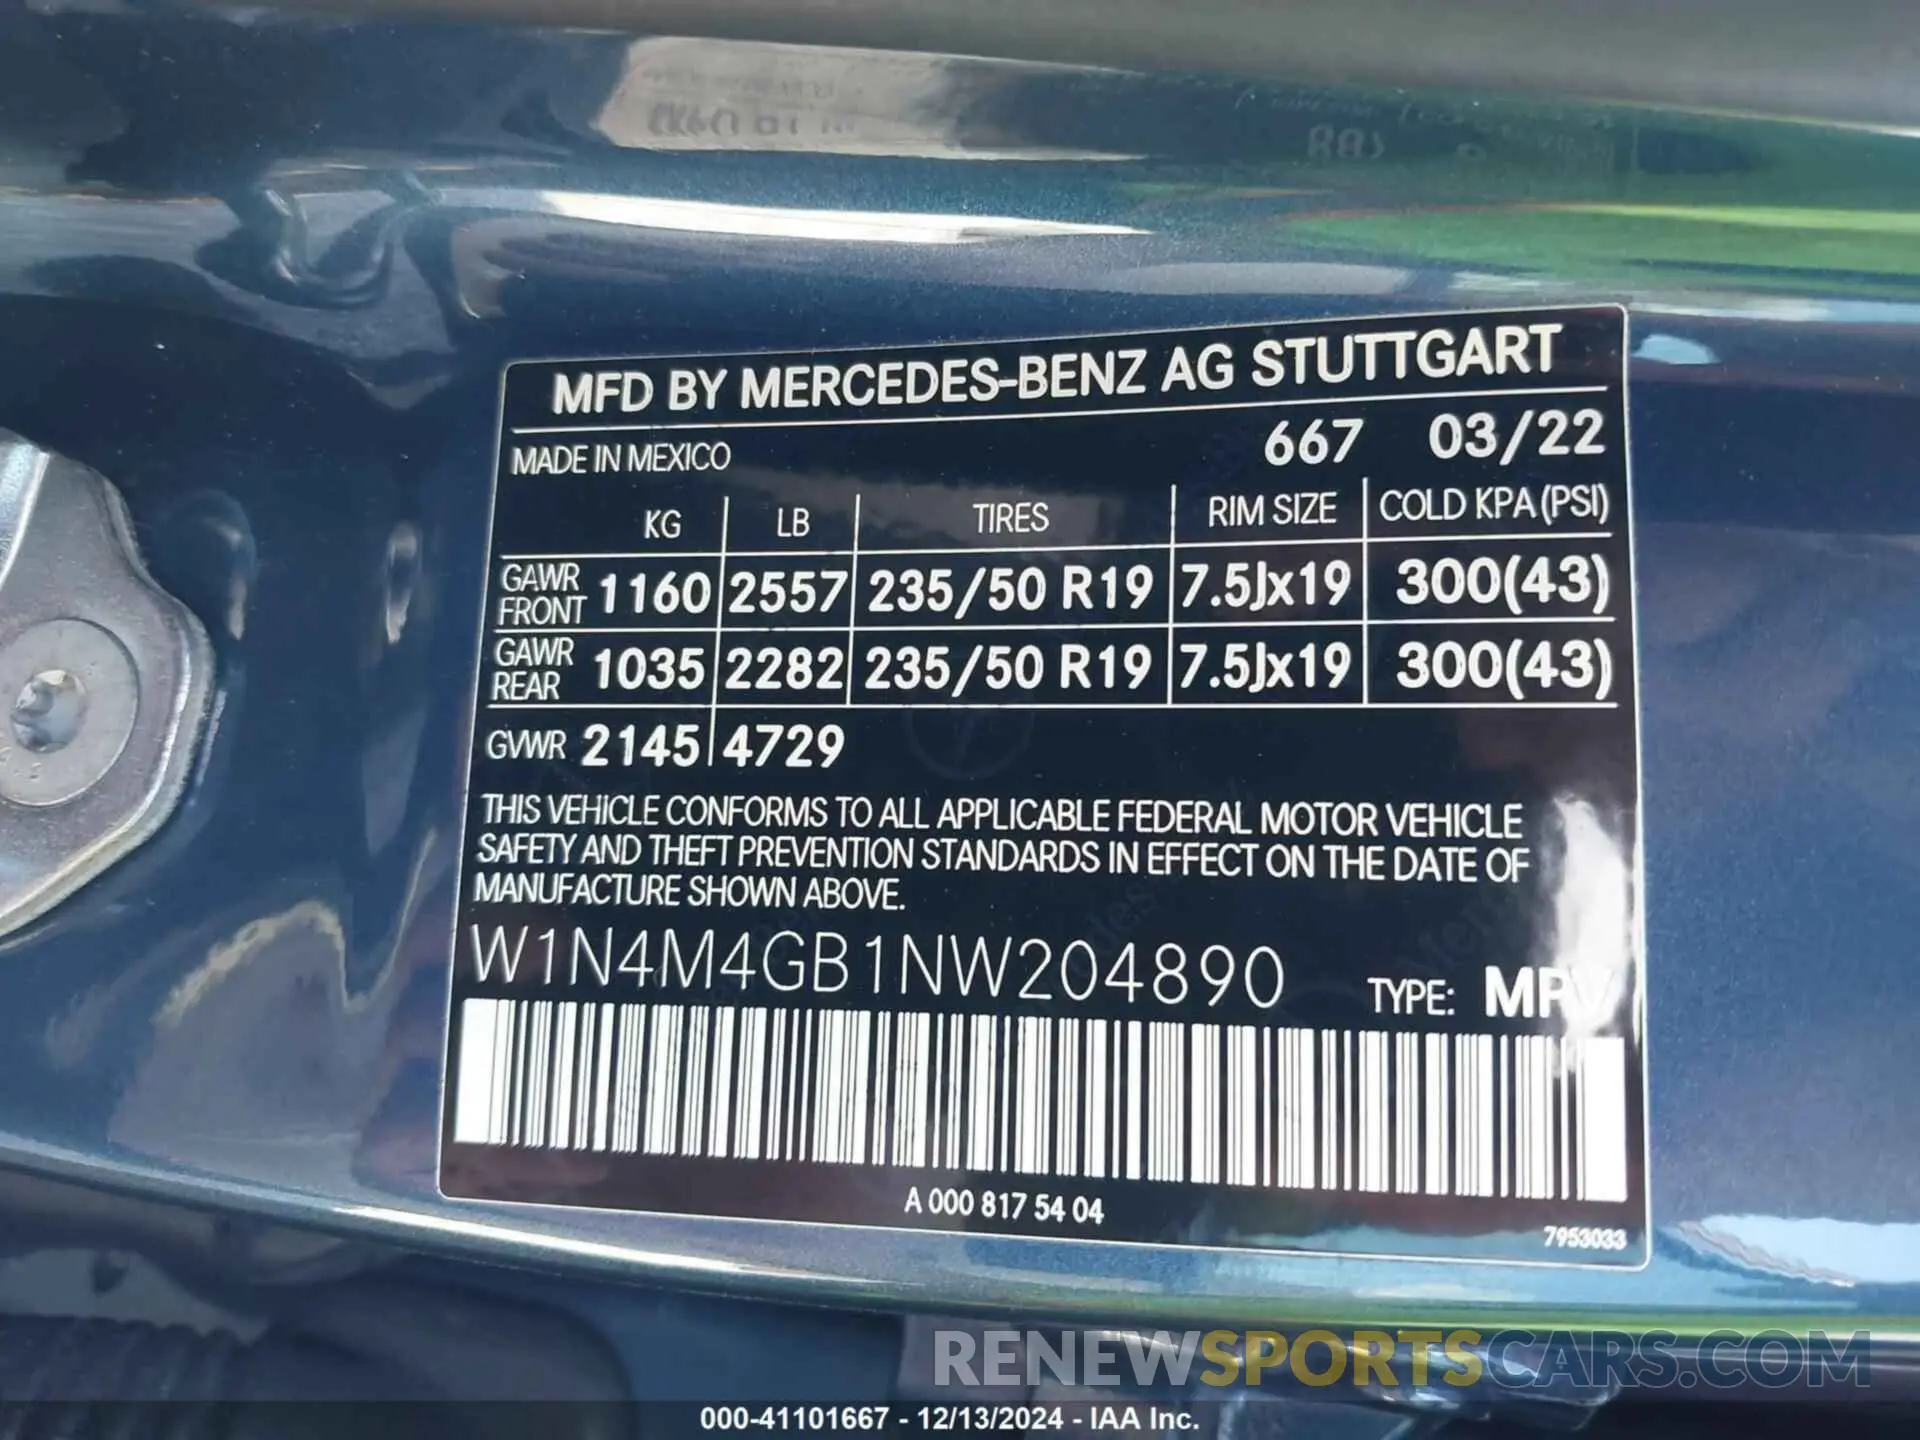 MFD BY MERCEDES-BENZ AG STUTTGART
MADE IN MEXICO 667 03/22
KG LB TIRES RIM SIZE COLD KPA (PSI)
GAWR FRONT 1160 2557 235/50 R19 7.5Jx19 300(43)
GAWR REAR 1035 2282 235/50 R19 7.5Jx19 300(43)
GVWR 2145 4729
THIS VEHICLE CONFORMS TO ALL APPLICABLE FEDERAL MOTOR VEHICLE
SAFETY AND THEFT PREVENTION STANDARDS IN EFFECT ON THE DATE OF
MANUFACTURE SHOWN ABOVE.
W1N4M4GB1NW204890 TYPE: MPV
A 000 817 54 04
7953033
RENEWSPORTSCARS.COM
000-41101667 - 12/13/2024 - IAA Inc.